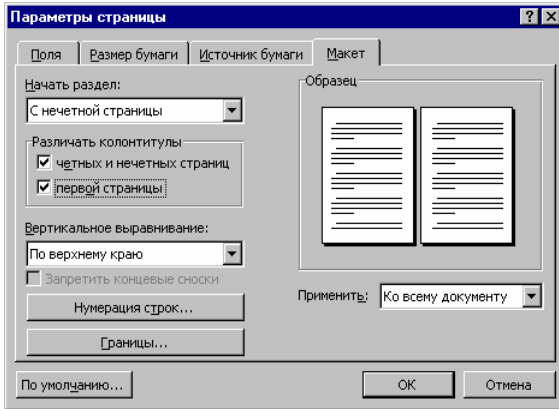 Параметры страницы
Поля Размер бумаги Источник бумаги Макет
Начать раздел:
С нечетной страницы
Различать колонтитулы
четных и нечетных страниц
первой страницы
Вертикальное выравнивание:
По верхнему краю
Запретить концевые сноски
Нумерация строк...
Границы...
Образец
Применить: Ко всему документу
По умолчанию... ОК Отмена